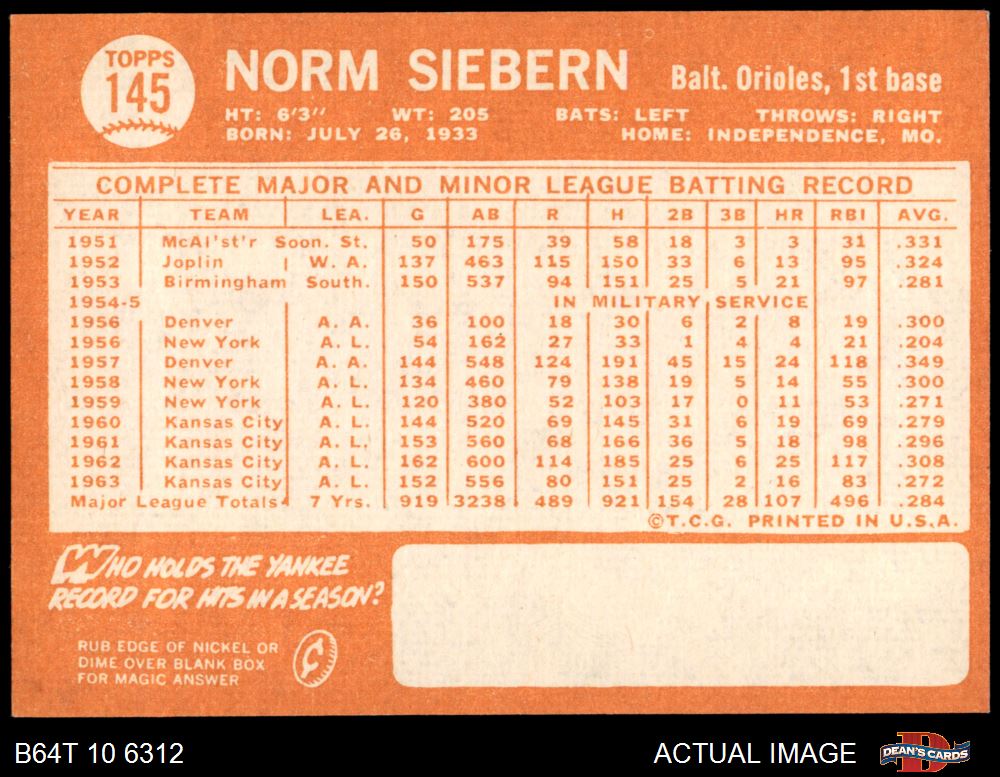 TOPPS
145
NORM SIEBERN Balt. Orioles, 1st base
HT: 6'3" WT: 205 BATS: LEFT THROWS: RIGHT
BORN: JULY 26, 1933 HOME: INDEPENDENCE, MO.
COMPLETE MAJOR AND MINOR LEAGUE BATTING RECORD
YEAR TEAM LEA. G AB R H 2B 3B HR RBI AVG.
1951 McAl'st'r Soon. St. 50 175 39 58 18 3 3 31 .331
1952 Joplin W. A. 137 463 115 150 33 6 13 95 .324
1953 Birmingham South. 150 537 94 151 25 5 21 97 .281
1954-5 IN MILITARY SERVICE
1956 Denver A. A. 36 100 18 30 6 2 8 19 .300
1956 New York A. L. 54 162 27 33 1 4 4 21 .204
1957 Denver A. A. 144 548 124 191 45 15 24 118 .349
1958 New York A. L. 134 460 79 138 19 5 14 55 .300
1959 New York A. L. 120 380 52 103 17 0 11 53 .271
1960 Kansas City A. L. 144 520 69 145 31 6 19 69 .279
1961 Kansas City A. L. 153 560 68 166 36 5 18 98 .296
1962 Kansas City A. L. 162 600 114 185 25 6 25 117 .308
1963 Kansas City A. L. 152 556 80 151 25 2 16 83 .272
Major League Totals 7 Yrs. 919 3238 489 921 154 28 107 496 .284
©T.C.G. PRINTED IN U.S.A.
WHO HOLDS THE YANKEE
RECORD FOR HITS IN A SEASON?
RUB EDGE OF NICKEL OR
DIME OVER BLANK BOX
FOR MAGIC ANSWER
¢
B64T 10 6312 ACTUAL IMAGE
D
DEAN'S CARDS